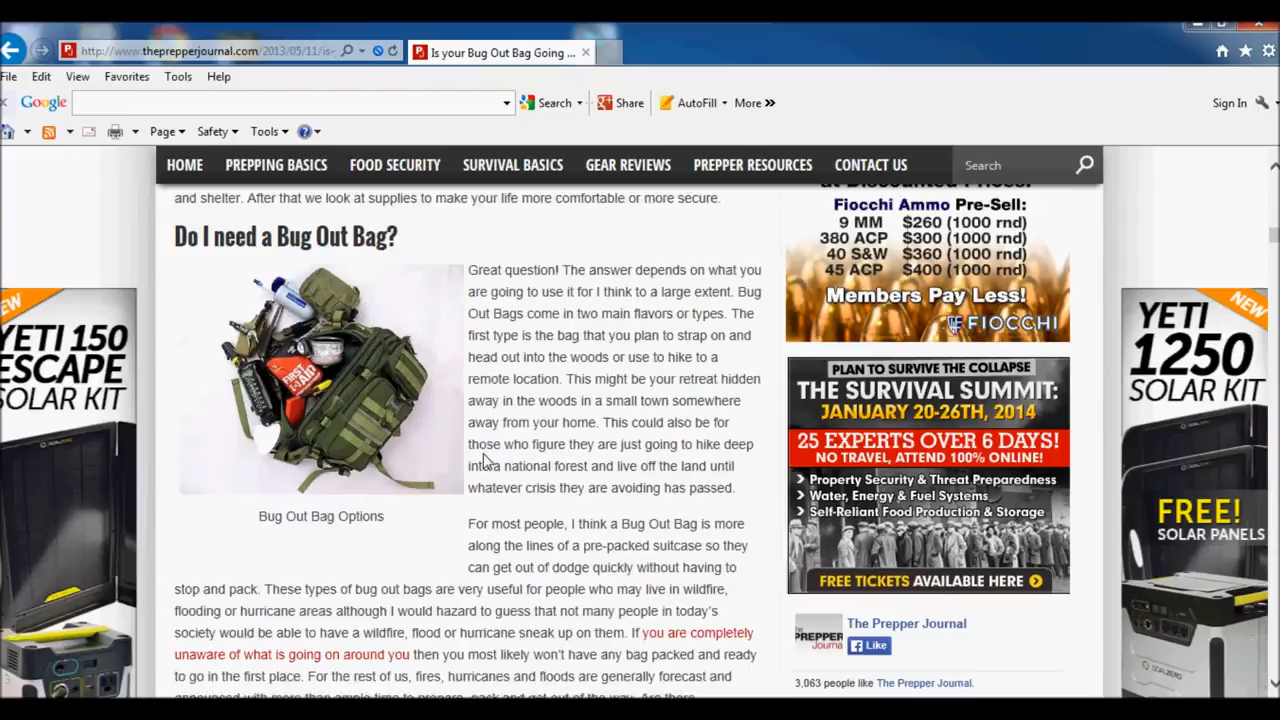 http://www.theprepperjournal.com/2013/05/11/is-
Is your Bug Out Bag Going ...
File Edit View Favorites Tools Help
Google
Search Share AutoFill More »
Sign In
Page Safety Tools
HOME PREPPING BASICS FOOD SECURITY SURVIVAL BASICS GEAR REVIEWS PREPPER RESOURCES CONTACT US
Search
and shelter. After that we look at supplies to make your life more comfortable or more secure.
Do I need a Bug Out Bag?
FIRST AID
Bug Out Bag Options
Great question! The answer depends on what you
are going to use it for I think to a large extent. Bug
Out Bags come in two main flavors or types. The
first type is the bag that you plan to strap on and
head out into the woods or use to hike to a
remote location. This might be your retreat hidden
away in the woods in a small town somewhere
away from your home. This could also be for
those who figure they are just going to hike deep
into a national forest and live off the land until
whatever crisis they are avoiding has passed.
For most people, I think a Bug Out Bag is more
along the lines of a pre-packed suitcase so they
can get out of dodge quickly without having to
stop and pack. These types of bug out bags are very useful for people who may live in wildfire,
flooding or hurricane areas although I would hazard to guess that not many people in today's
society would be able to have a wildfire, flood or hurricane sneak up on them. If you are completely
unaware of what is going on around you then you most likely won't have any bag packed and ready
to go in the first place. For the rest of us, fires, hurricanes and floods are generally forecast and
announced with more than ample time to prepare, pack and get out of the way. Are there
at Discounted Prices!
Fiocchi Ammo Pre-Sell:
9 MM $260 (1000 rnd)
380 ACP $300 (1000 rnd)
40 S&W $360 (1000 rnd)
45 ACP $400 (1000 rnd)
Members Pay Less!
FIOCCHI
PLAN TO SURVIVE THE COLLAPSE
THE SURVIVAL SUMMIT:
JANUARY 20-26TH, 2014
25 EXPERTS OVER 6 DAYS!
NO TRAVEL, ATTEND 100% ONLINE!
Property Security & Threat Preparedness
Water, Energy & Fuel Systems
Self-Reliant Food Production & Storage
FREE TICKETS AVAILABLE HERE
The PREPPER Journal
The Prepper Journal
Like
3,063 people like The Prepper Journal.
NEW
YETI 150
ESCAPE
SOLAR KIT
NEW
YETI
1250
SOLAR KIT
FREE!
SOLAR PANELS
GOALZERO